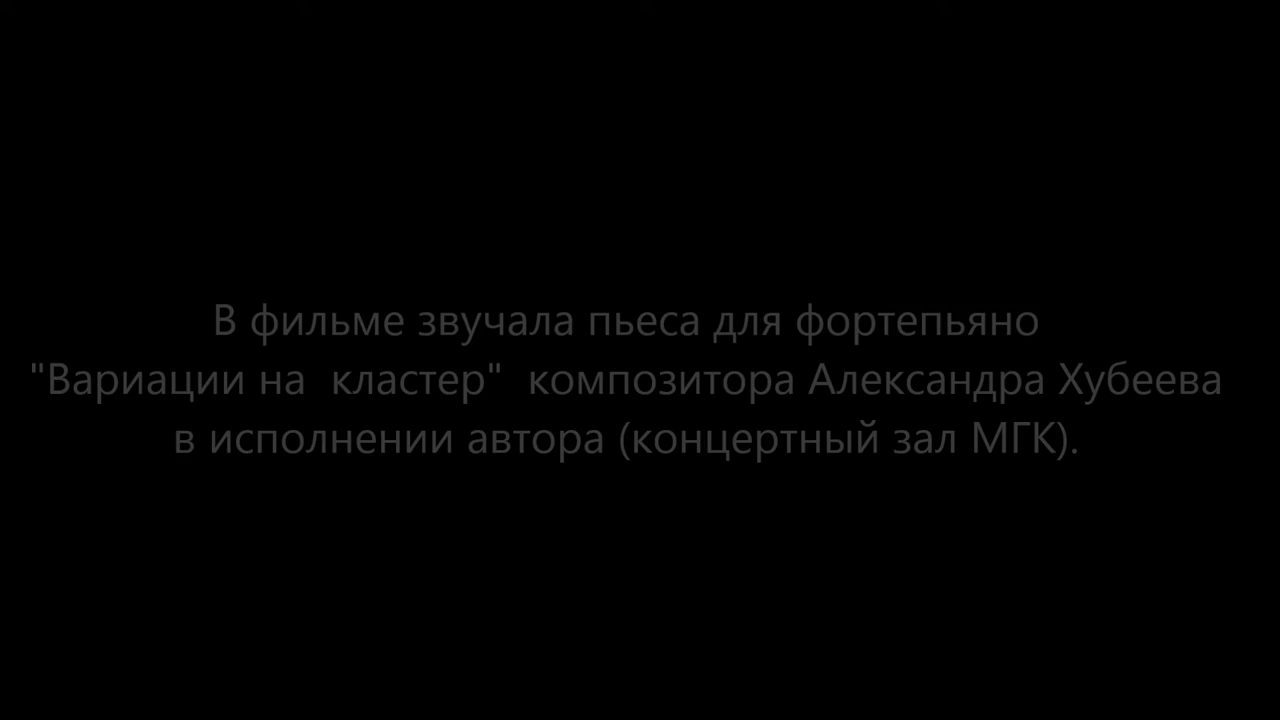 В фильме звучала пьеса для фортепьяно
"Вариации на  кластер"  композитора Александра Хубеева
в исполнении автора (концертный зал МГК).